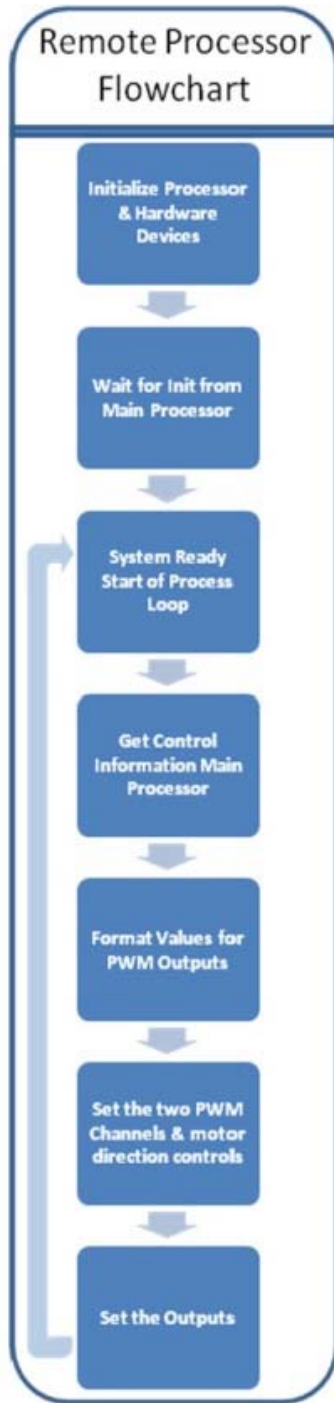 Remote Processor
Flowchart
Initialize Processor
& Hardware
Devices
Wait for Init from
Main Processor
System Ready
Start of Process
Loop
Get Control
Information Main
Processor
Format Values for
PWM Outputs
Set the two PWM
Channels & motor
direction controls
Set the Outputs